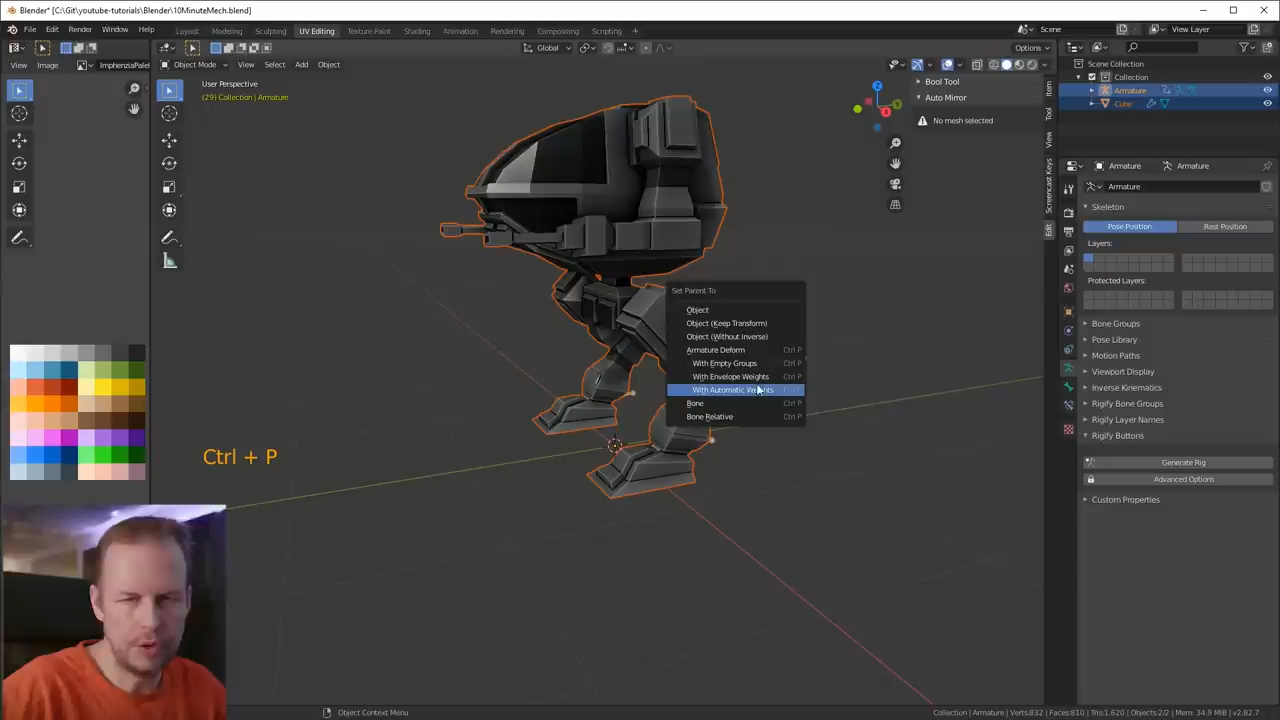 Blender* [C:\Git\youtube-tutorials\Blender\10MinuteMech.blend]
File Edit Render Window Help
Layout Modeling Sculpting UV Editing Texture Paint Shading Animation Rendering Compositing Scripting +
Scene
View Layer
View Image
ImphenziaPalet
Global
Options
Object Mode View Select Add Object
User Perspective
(29) Collection | Armature
Bool Tool
Auto Mirror
No mesh selected
Item
Tool
View
Screencast Keys
Edit
Scene Collection
Collection
Armature
Cube
Armature
Armature
Armature
Skeleton
Pose Position
Rest Position
Layers:
Protected Layers:
Bone Groups
Pose Library
Motion Paths
Viewport Display
Inverse Kinematics
Rigify Bone Groups
Rigify Layer Names
Rigify Buttons
Generate Rig
Advanced Options
Custom Properties
Set Parent To
Object
Object (Keep Transform)
Object (Without Inverse)
Armature Deform Ctrl P
With Empty Groups Ctrl P
With Envelope Weights Ctrl P
With Automatic Weights
Bone Ctrl P
Bone Relative Ctrl P
Ctrl + P
Object Context Menu
Collection | Armature | Verts:832 | Faces:810 | Tris:1,620 | Objects:2/2 | Mem: 34.9 MiB | v2.82.7